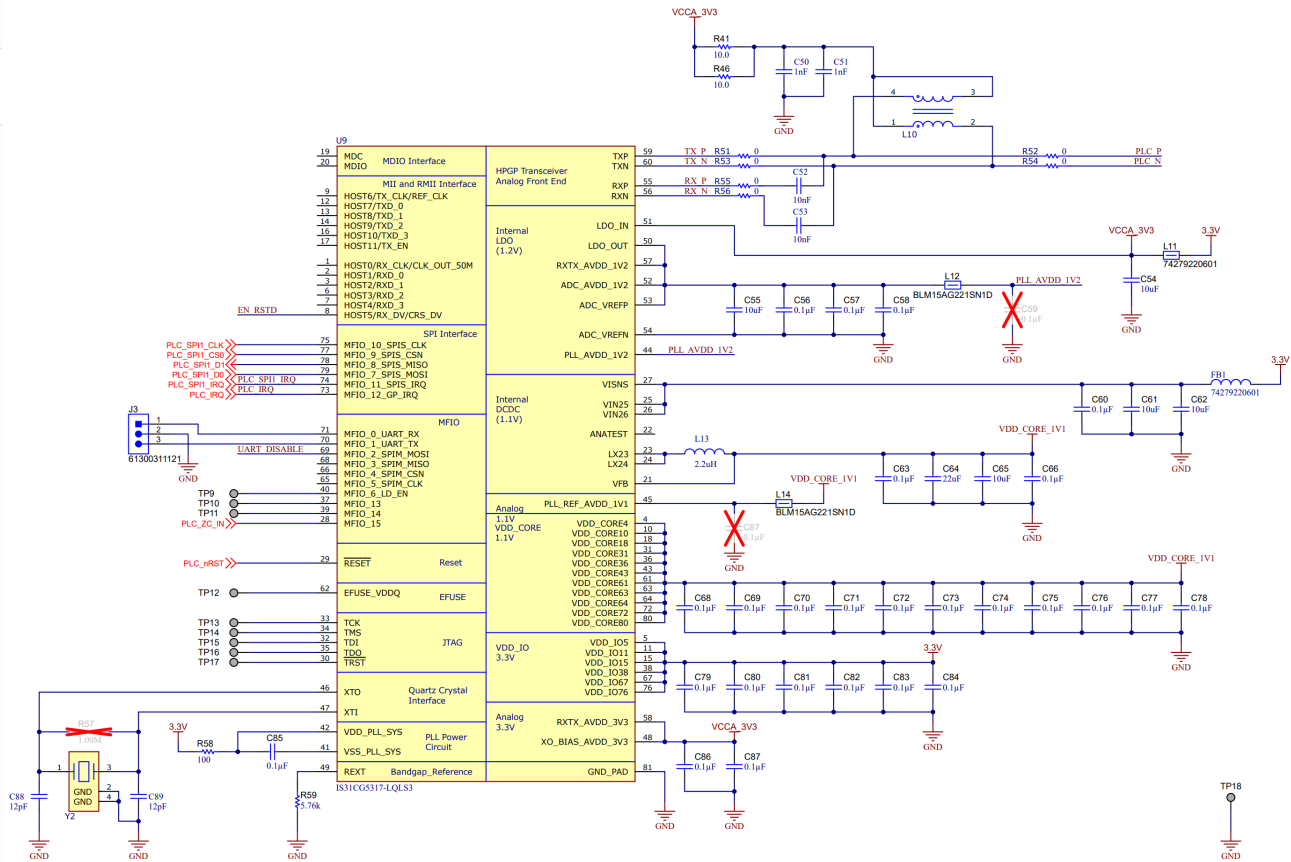 VCCA_3V3
R41
10.0
R46
10.0
C50
1nF
C51
1nF
GND
4 3
1 2
L10
U9
19 MDC
20 MDIO
MDIO Interface
MII and RMII Interface
9 HOST6/TX_CLK/REF_CLK
12 HOST7/TXD_0
13 HOST8/TXD_1
14 HOST9/TXD_2
16 HOST10/TXD_3
17 HOST11/TX_EN
1 HOST0/RX_CLK/CLK_OUT_50M
2 HOST1/RXD_0
3 HOST2/RXD_1
6 HOST3/RXD_2
7 HOST4/RXD_3
EN_RSTD 8 HOST5/RX_DV/CRS_DV
SPI Interface
PLC_SPI1_CLK 75 MFIO_10_SPIS_CLK
PLC_SPI1_CS0 77 MFIO_9_SPIS_CSN
PLC_SPI1_D1 78 MFIO_8_SPIS_MISO
PLC_SPI1_D0 79 MFIO_7_SPIS_MOSI
PLC_SPI1_IRQ PLC_SPI1_IRQ 74 MFIO_11_SPIS_IRQ
PLC_IRQ PLC_IRQ 73 MFIO_12_GP_IRQ
MFIO
J3
1
2
3
61300311121
GND
71 MFIO_0_UART_RX
70 MFIO_1_UART_TX
UART_DISABLE 69 MFIO_2_SPIM_MOSI
68 MFIO_3_SPIM_MISO
66 MFIO_4_SPIM_CSN
65 MFIO_5_SPIM_CLK
TP9 40 MFIO_6_LD_EN
TP10 37 MFIO_13
TP11 39 MFIO_14
PLC_ZC_IN 28 MFIO_15
PLC_nRST 29 RESET Reset
TP12 62 EFUSE_VDDQ EFUSE
TP13 33 TCK
TP14 34 TMS
TP15 32 TDI
TP16 35 TDO
TP17 30 TRST
JTAG
46 XTO
47 XTI
Quartz Crystal
Interface
42 VDD_PLL_SYS
41 VSS_PLL_SYS
PLL Power
Circuit
49 REXT Bandgap_Reference
IS31CG5317-LQLS3
R57
1.00M
3.3V
R58
100
C85
0.1µF
1 3
GND 2
GND 4
Y2
C88
12pF
C89
12pF
GND
GND
R59
5.76k
GND
HPGP Transceiver
Analog Front End
TXP 59 TX_P R51 0 R52 0 PLC_P
TXN 60 TX_N R53 0 R54 0 PLC_N
RXP 55 RX_P R55 0
RXN 56 RX_N R56 0
C52
10nF
C53
10nF
Internal
LDO
(1.2V)
LDO_IN 51
LDO_OUT 50
RXTX_AVDD_1V2 57
ADC_AVDD_1V2 52
ADC_VREFP 53
ADC_VREFN 54
PLL_AVDD_1V2 44 PLL_AVDD_1V2
VCCA_3V3
L11
74279220601
3.3V
C54
10uF
GND
L12
BLM15AG221SN1D
PLL_AVDD_1V2
C55
10uF
C56
0.1µF
C57
0.1µF
C58
0.1µF
GND
C59
0.1µF
GND
Internal
DCDC
(1.1V)
VISNS 27
VIN25 25
VIN26 26
ANATEST 22
LX23 23
LX24 24
VFB 21
3.3V
FB1
74279220601
C60
0.1µF
C61
10uF
C62
10uF
GND
L13
2.2uH
VDD_CORE_1V1
C63
0.1µF
C64
22uF
C65
10uF
C66
0.1µF
GND
Analog
1.1V
PLL_REF_AVDD_1V1 45
L14
BLM15AG221SN1D
VDD_CORE_1V1
C67
0.1µF
GND
VDD_CORE
1.1V
VDD_CORE4 4
VDD_CORE10 10
VDD_CORE18 18
VDD_CORE31 31
VDD_CORE36 36
VDD_CORE43 43
VDD_CORE61 61
VDD_CORE63 63
VDD_CORE64 64
VDD_CORE72 72
VDD_CORE80 80
VDD_CORE_1V1
C68
0.1µF
C69
0.1µF
C70
0.1µF
C71
0.1µF
C72
0.1µF
C73
0.1µF
C74
0.1µF
C75
0.1µF
C76
0.1µF
C77
0.1µF
C78
0.1µF
GND
VDD_IO
3.3V
VDD_IO5 5
VDD_IO11 11
VDD_IO15 15
VDD_IO38 38
VDD_IO67 67
VDD_IO76 76
3.3V
C79
0.1µF
C80
0.1µF
C81
0.1µF
C82
0.1µF
C83
0.1µF
C84
0.1µF
GND
Analog
3.3V
RXTX_AVDD_3V3 58
XO_BIAS_AVDD_3V3 48
VCCA_3V3
C86
0.1µF
C87
0.1µF
GND
GND_PAD 81
GND
TP18
GND